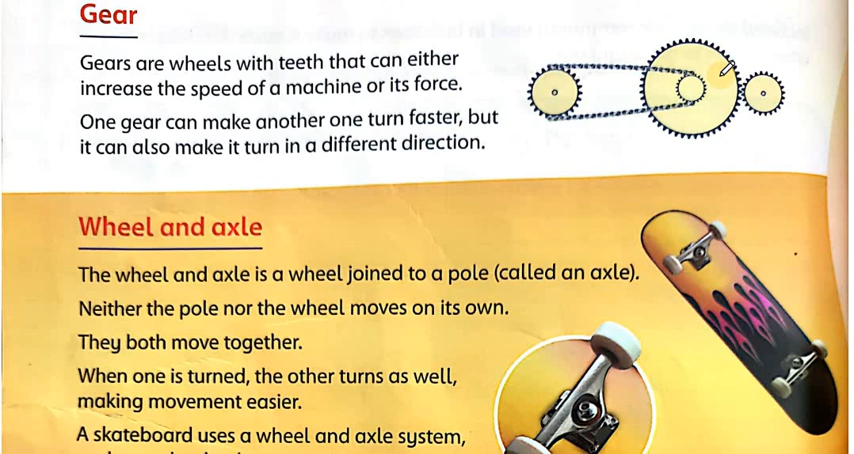 Gear
Gears are wheels with teeth that can either
increase the speed of a machine or its force.
One gear can make another one turn faster, but
it can also make it turn in a different direction.
Wheel and axle
The wheel and axle is a wheel joined to a pole (called an axle).
Neither the pole nor the wheel moves on its own.
They both move together.
When one is turned, the other turns as well,
making movement easier.
A skateboard uses a wheel and axle system,